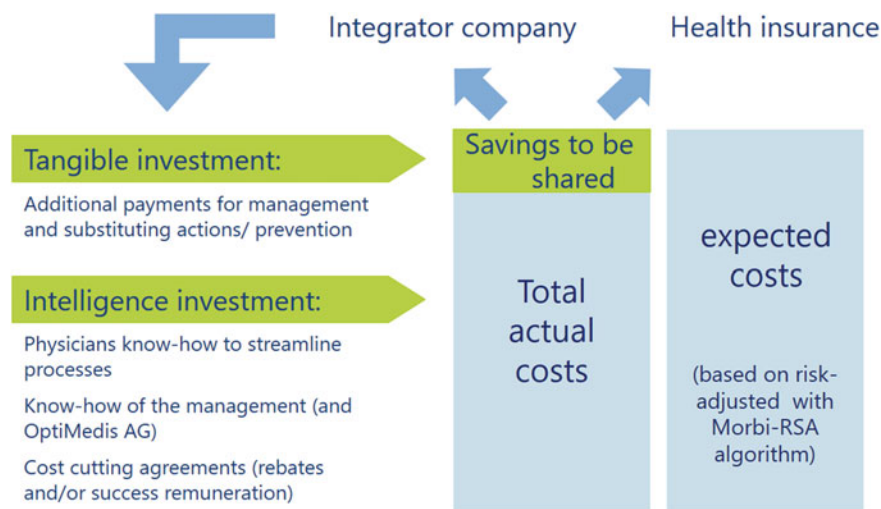 Integrator company
Health insurance
Tangible investment:
Additional payments for management
and substituting actions/ prevention
Intelligence investment:
Physicians know-how to streamline
processes
Know-how of the management (and
OptiMedis AG)
Cost cutting agreements (rebates
and/or success remuneration)
Savings to be
shared
Total
actual
costs
expected
costs
(based on risk-
adjusted with
Morbi-RSA
algorithm)